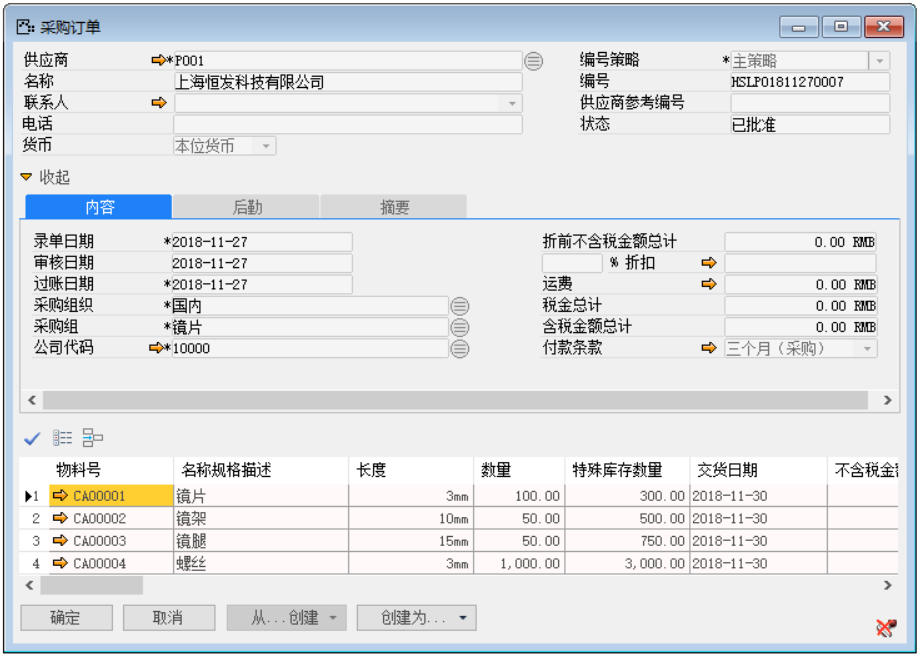 采购订单
供应商 *P001 编号策略 *主策略
名称 上海恒发科技有限公司 编号 HSLP01811270007
联系人 供应商参考编号
电话 状态 已批准
货币 本位货币
收起
内容 后勤 摘要
录单日期 *2018-11-27 折前不含税金额总计 0.00 RMB
审核日期 2018-11-27 % 折扣
过账日期 *2018-11-27 运费 0.00 RMB
采购组织 *国内 税金总计 0.00 RMB
采购组 *镜片 含税金额总计 0.00 RMB
公司代码 *10000 付款条款 三个月（采购）
物料号 名称规格描述 长度 数量 特殊库存数量 交货日期 不含税金
1 CA00001 镜片 3mm 100.00 300.00 2018-11-30
2 CA00002 镜架 10mm 50.00 500.00 2018-11-30
3 CA00003 镜腿 15mm 50.00 750.00 2018-11-30
4 CA00004 螺丝 3mm 1,000.00 3,000.00 2018-11-30
确定 取消 从...创建 创建为...